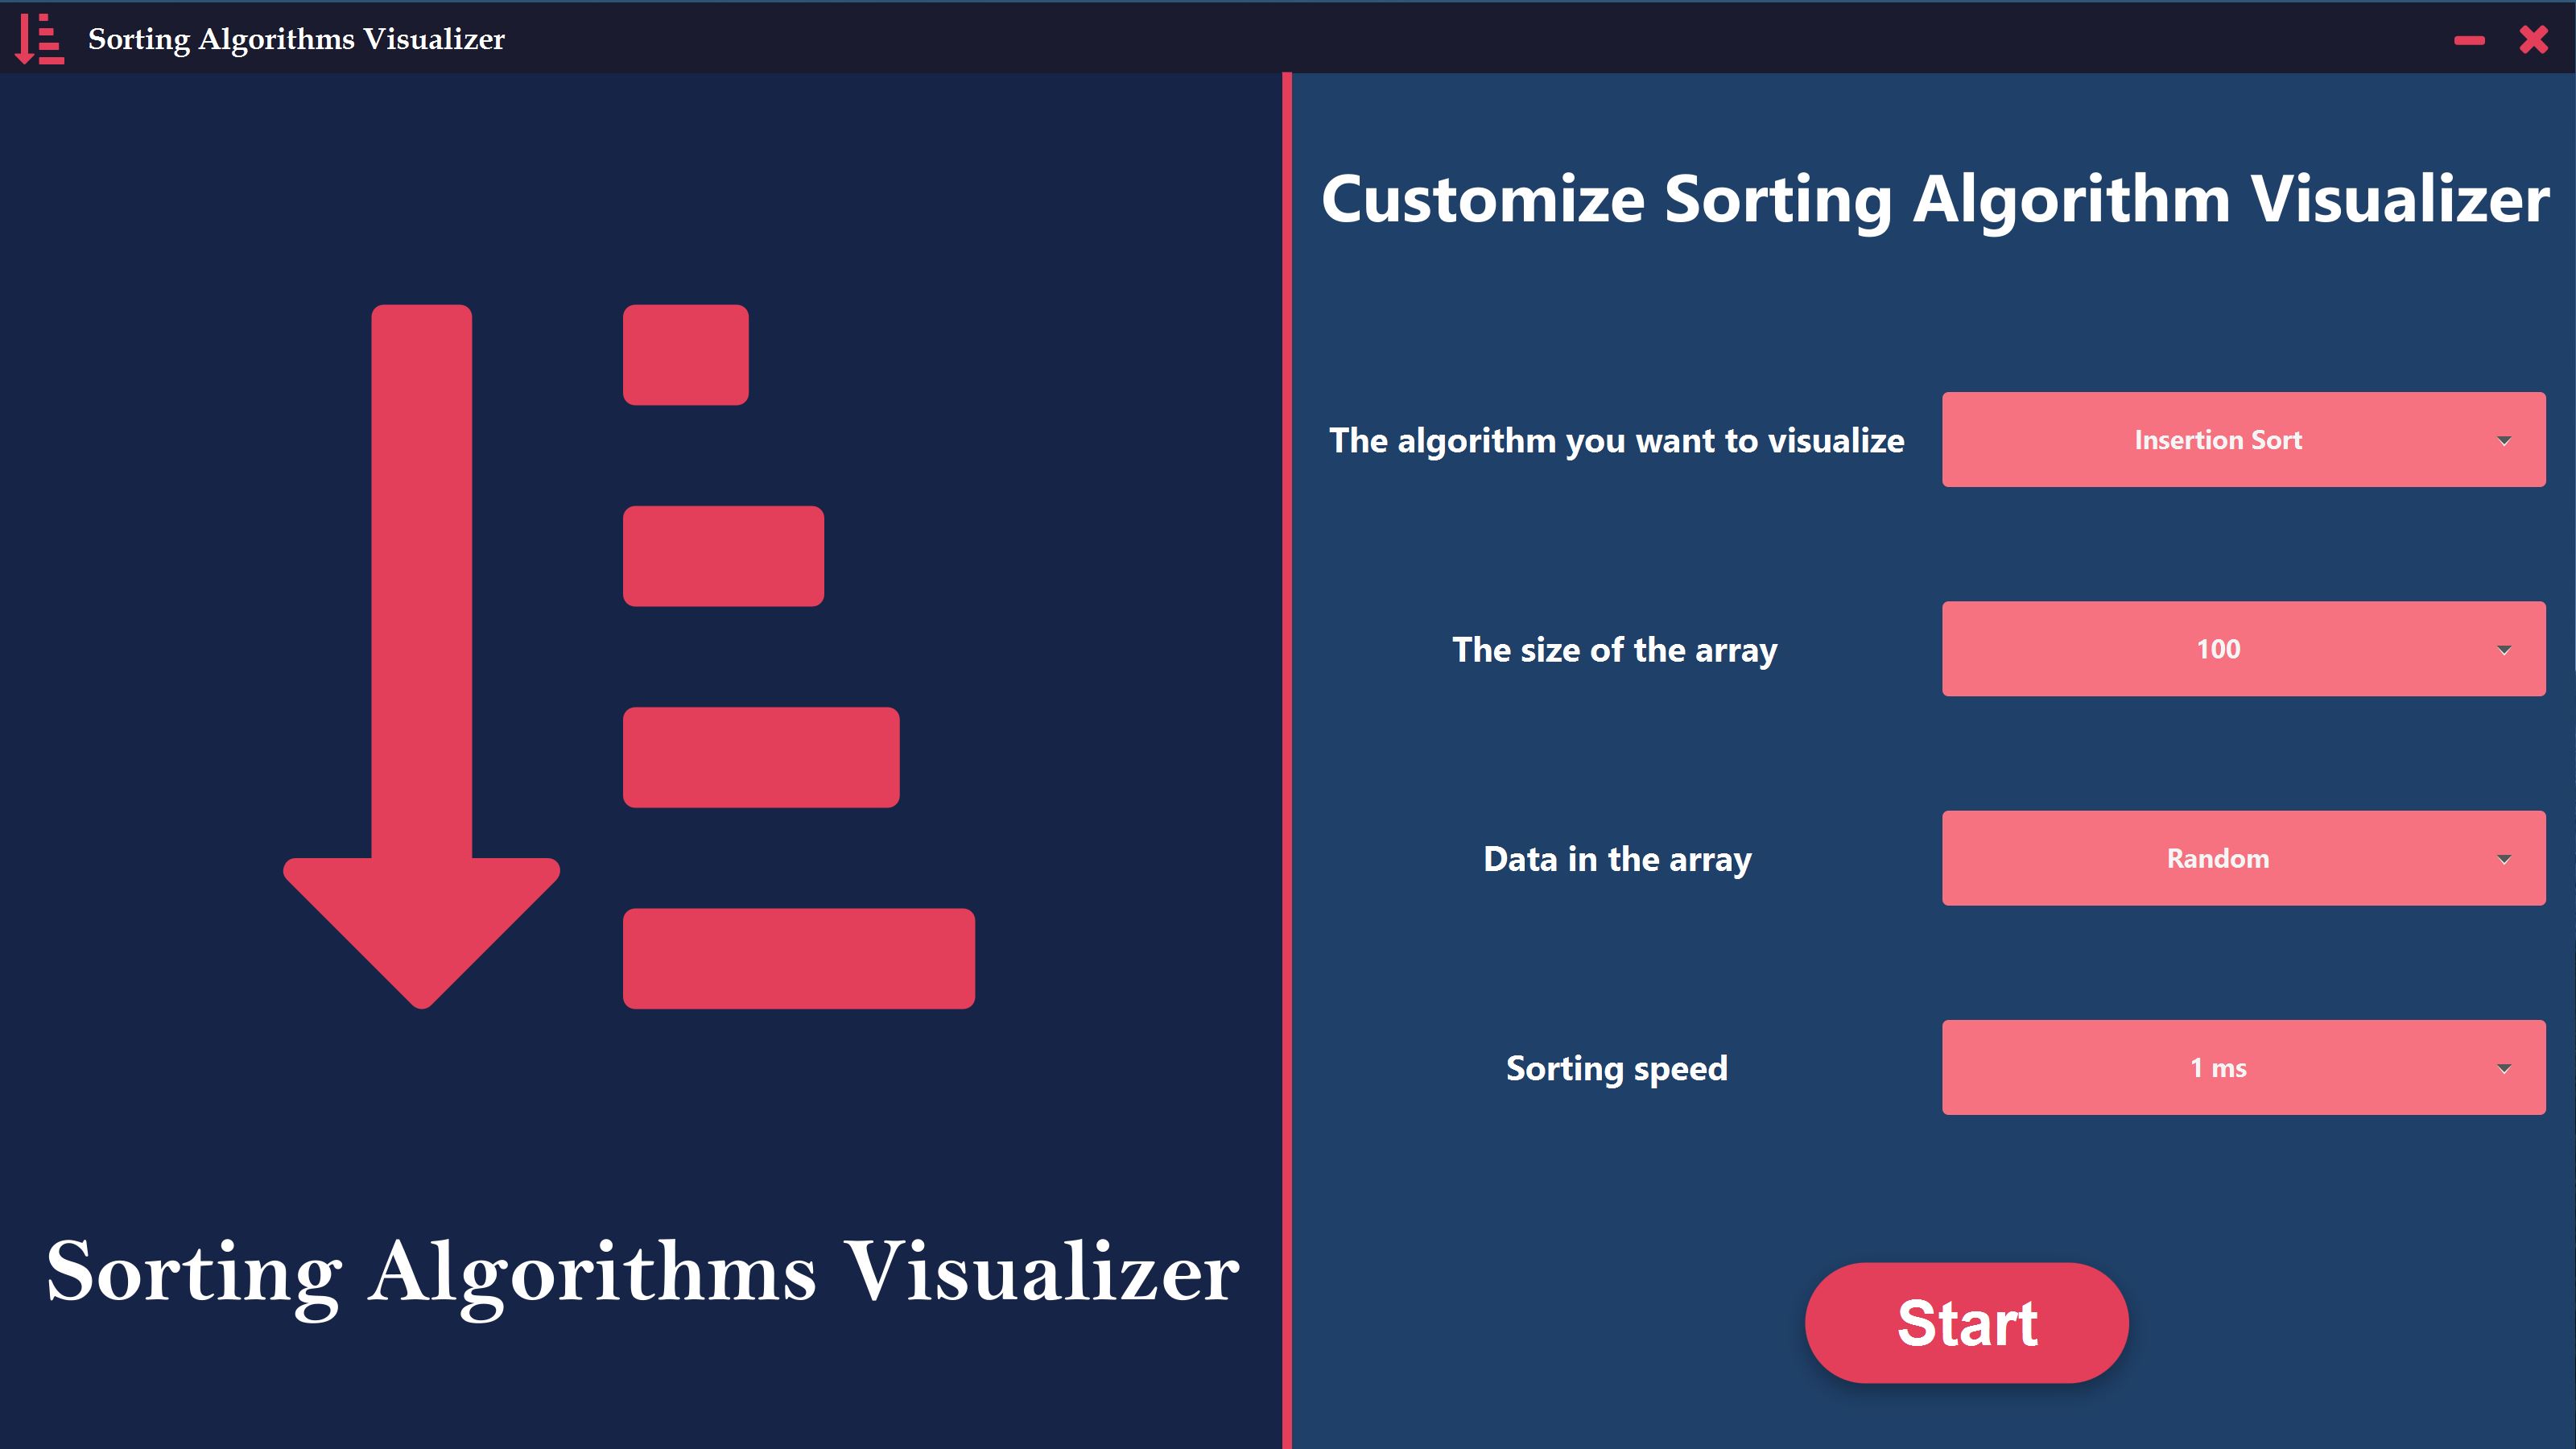 Sorting Algorithms Visualizer
Customize Sorting Algorithm Visualizer
The algorithm you want to visualize
Insertion Sort
The size of the array
100
Data in the array
Random
Sorting speed
1 ms
Sorting Algorithms Visualizer
Start